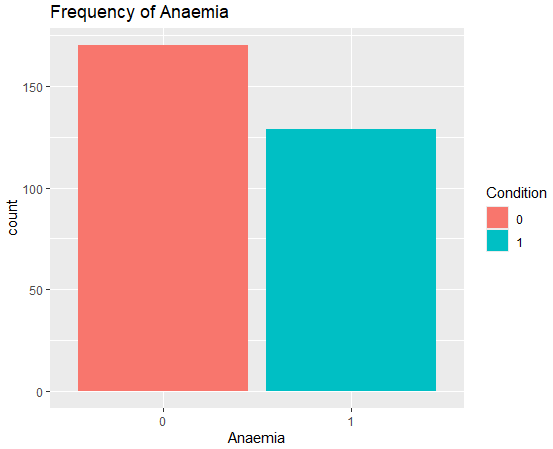 Frequency of Anaemia
count
150
100
50
0
0
1
Anaemia
Condition
0
1